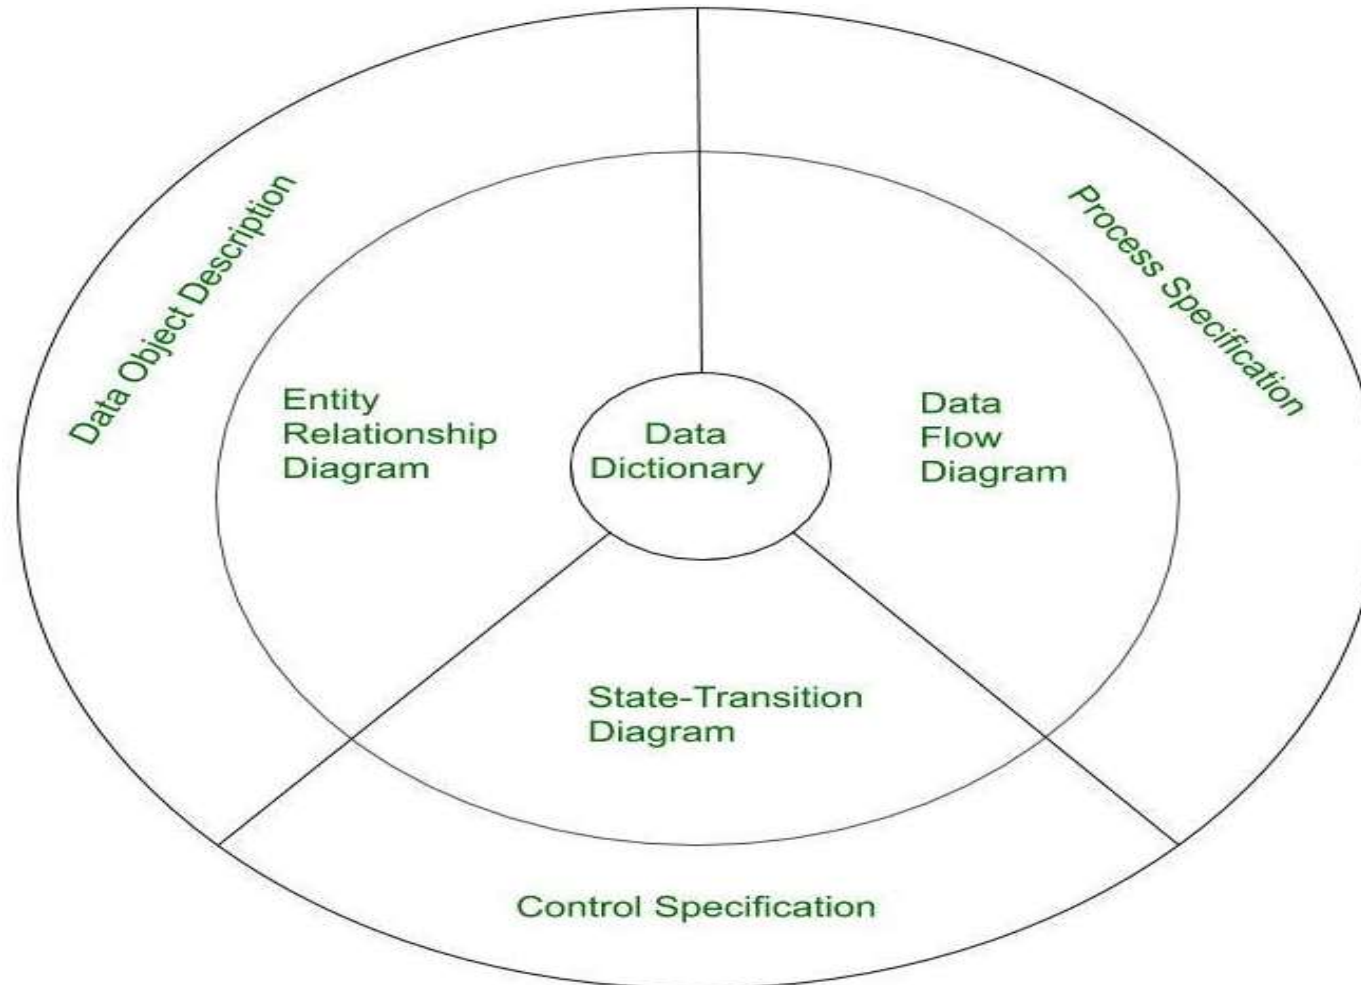 Data Object Description
Process Specification
Entity
Relationship
Diagram
Data
Dictionary
Data
Flow
Diagram
State-Transition
Diagram
Control Specification